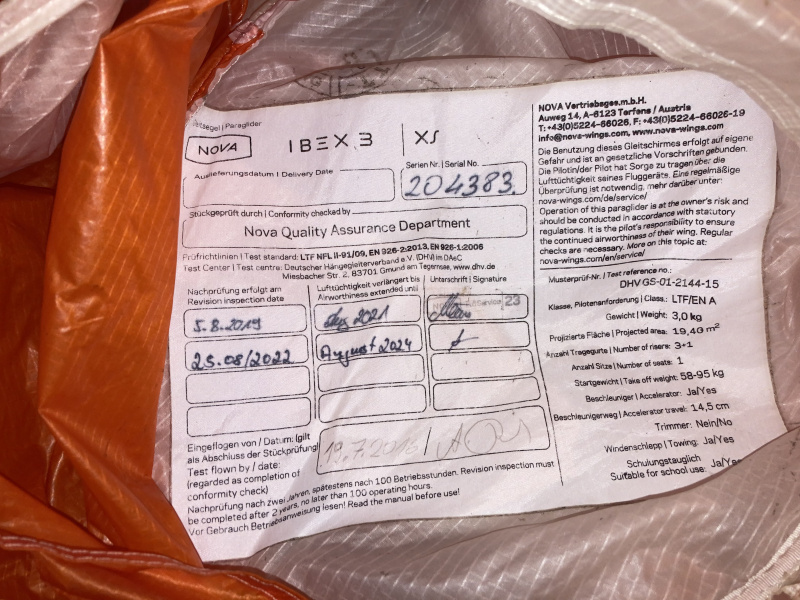 Paraglider
NOVA
IBEX 3
XS
Auslieferungsdatum | Delivery Date
Serien Nr. | Serial No.
204383.
Stückgeprüft durch | Conformity checked by
Nova Quality Assurance Department
Prüfrichtlinien | Test standard: LTF NFL II-91/09, EN 926-2:2013, EN 926-1:2006
Test Center | Test centre: Deutscher Hängegleiterverband e.V. (DHV) im DAeC
Miesbacher Str. 2, 83701 Gmund am Tegernsee, www.dhv.de
Nachprüfung erfolgt am
Revision inspection date
Lufttüchtigkeit verlängert bis
Airworthiness extended until
Unterschrift | Signature
5.8.2019
Aug 2021
23
25.08/2022
August 2024
Eingeflogen von / Datum: (gilt
als Abschluss der Stückprüfung)
Test flown by / date:
(regarded as completion of
conformity check)
19.7.2016 /
Nachprüfung nach zwei Jahren, spätestens nach 100 Betriebsstunden. Revision inspection must
be completed after 2 years, no later than 100 operating hours.
Vor Gebrauch Betriebsanweisung lesen! Read the manual before use!
NOVA Vertriebsges.m.b.H.
Auweg 14, A-6123 Terfens / Austria
T: +43(0)5224-66026, F: +43(0)5224-66026-19
info@nova-wings.com, www.nova-wings.com
Die Benutzung dieses Gleitschirmes erfolgt auf eigene
Gefahr und ist an gesetzliche Vorschriften gebunden.
Die Pilotin/der Pilot hat Sorge zu tragen über die
Lufttüchtigkeit seines Fluggeräts. Eine regelmäßige
Überprüfung ist notwendig, mehr darüber unter:
nova-wings.com/de/service/
Operation of this paraglider is at the owner's risk and
should be conducted in accordance with statutory
regulations. It is the pilot's responsibility to ensure
the continued airworthiness of their wing. Regular
checks are necessary. More on this topic at:
nova-wings.com/en/service/
Musterprüf-Nr. | Test reference no.:
DHV GS-01-2144-15
Klasse, Pilotenanforderung | Class.: LTF/EN A
Gewicht | Weight: 3,0 kg
Projizierte Fläche | Projected area: 19,40 m²
Anzahl Tragegurte | Number of risers: 3+1
Anzahl Sitze | Number of seats: 1
Startgewicht | Take off weight: 58-95 kg
Beschleuniger | Accelerator: Ja/Yes
Beschleunigerweg | Accelerator travel: 14,5 cm
Trimmer: Nein/No
Windenschlepp | Towing: Ja/Yes
Schulungstauglich
Suitable for school use: Ja/Yes